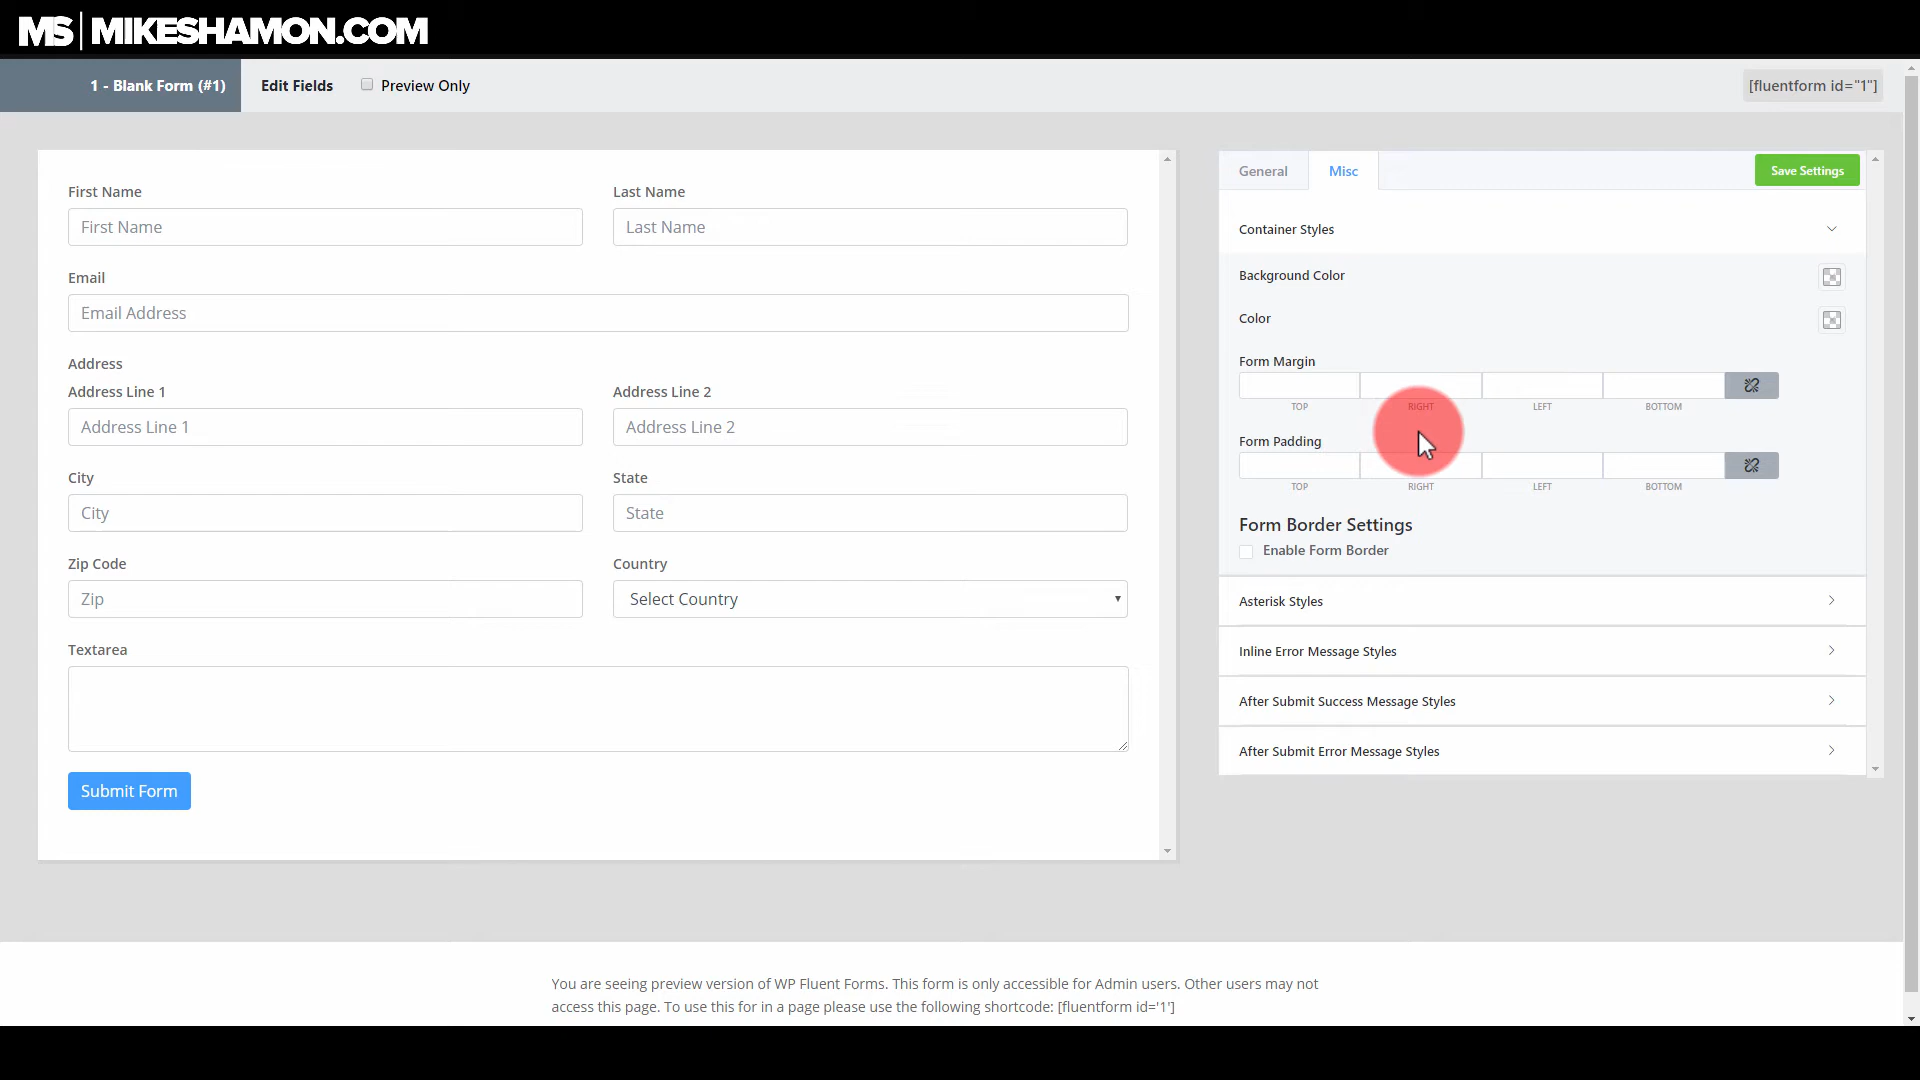 MS | MIKESHAMON.COM
1 - Blank Form (#1) Edit Fields Preview Only [fluentform id="1"]
First Name Last Name
First Name Last Name
Email
Email Address
Address
Address Line 1 Address Line 2
Address Line 1 Address Line 2
City State
City State
Zip Code Country
Zip Select Country
Textarea
Submit Form
General Misc Save Settings
Container Styles
Background Color
Color
Form Margin
TOP RIGHT LEFT BOTTOM
Form Padding
TOP RIGHT LEFT BOTTOM
Form Border Settings
Enable Form Border
Asterisk Styles
Inline Error Message Styles
After Submit Success Message Styles
After Submit Error Message Styles
You are seeing preview version of WP Fluent Forms. This form is only accessible for Admin users. Other users may not
access this page. To use this for in a page please use the following shortcode: [fluentform id='1']